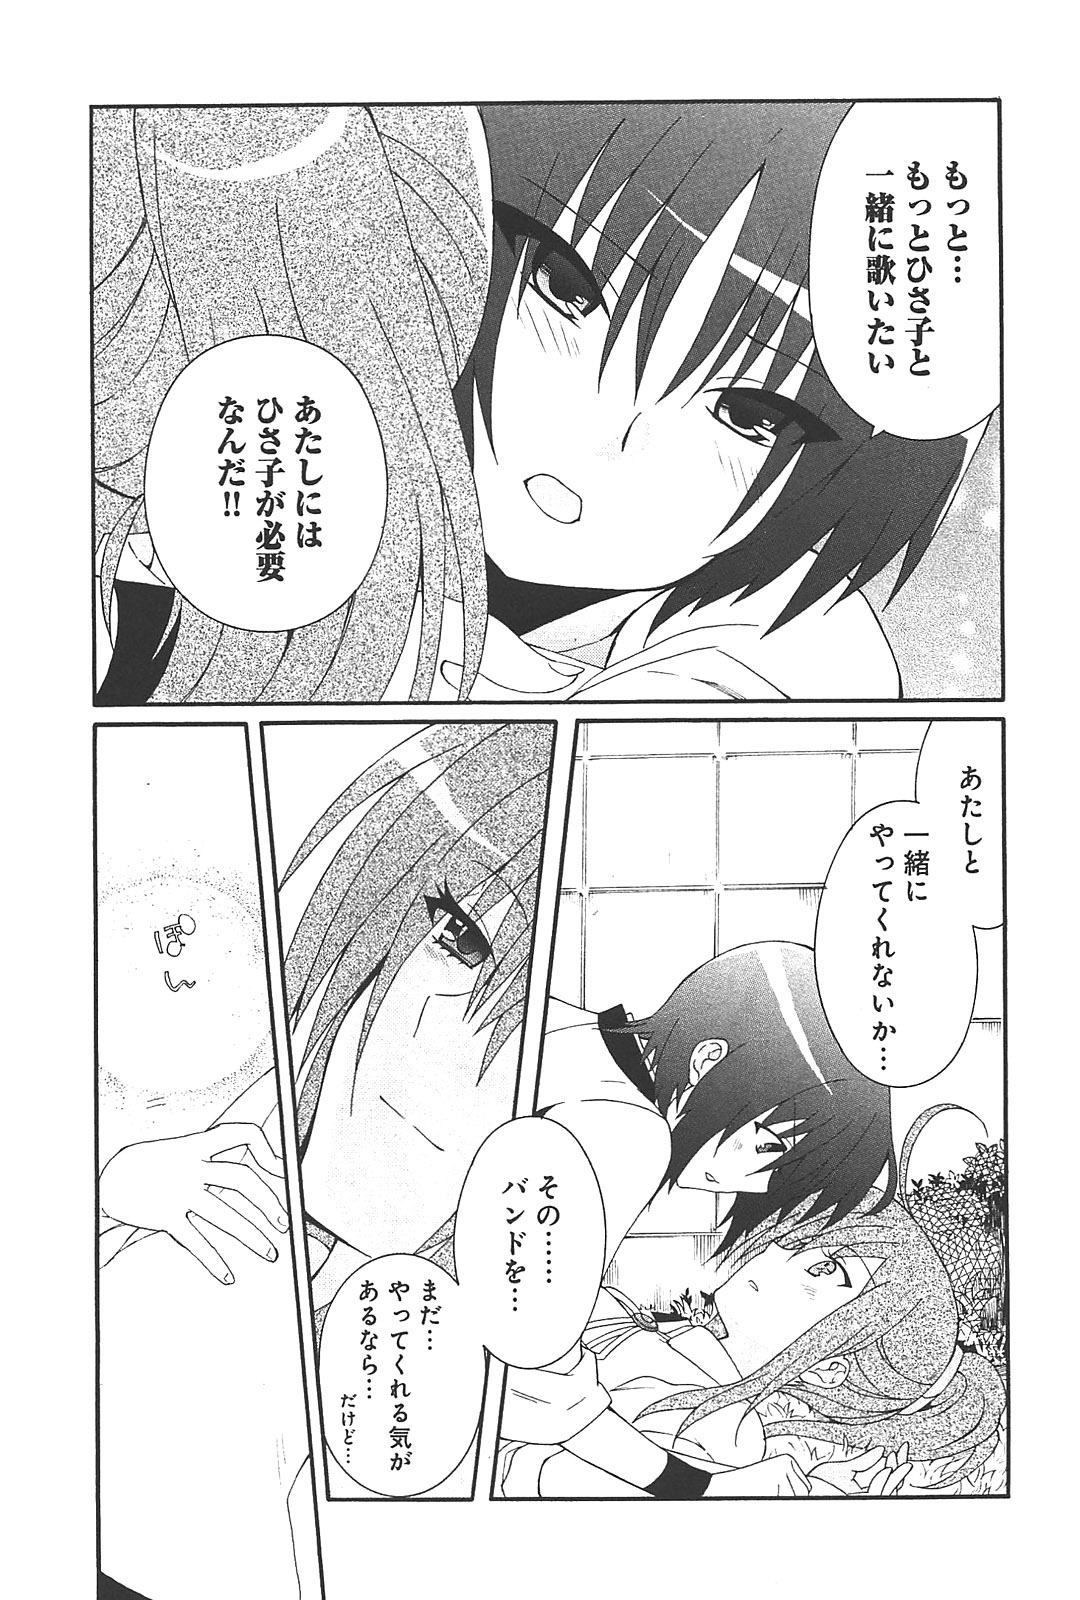 もっと…
もっとひさ子と
一緒に歌いたい
あたしには
ひさ子が必要
なんだ!!
あたしと
一緒に
やってくれないか…
その……
バンドを…
まだ…
やってくれる気が
あるなら…
だけど…
ぽん